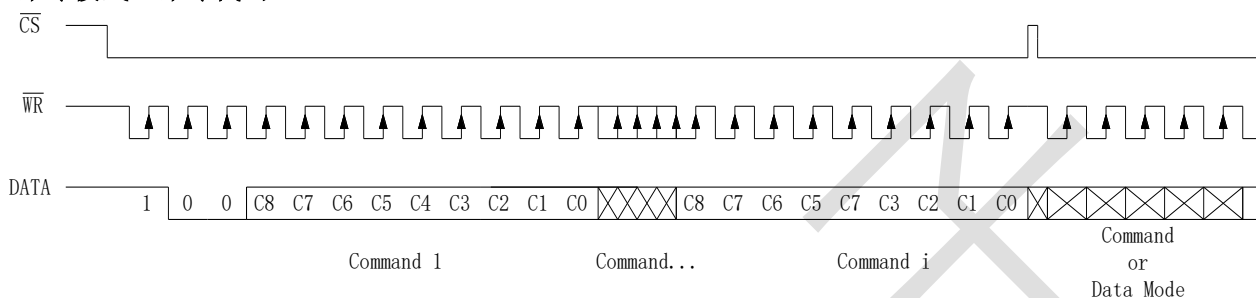 CS
WR
DATA 1 0 0 C8 C7 C6 C5 C4 C3 C2 C1 C0 C8 C7 C6 C5 C7 C3 C2 C1 C0
Command 1 Command... Command i Command
or
Data Mode